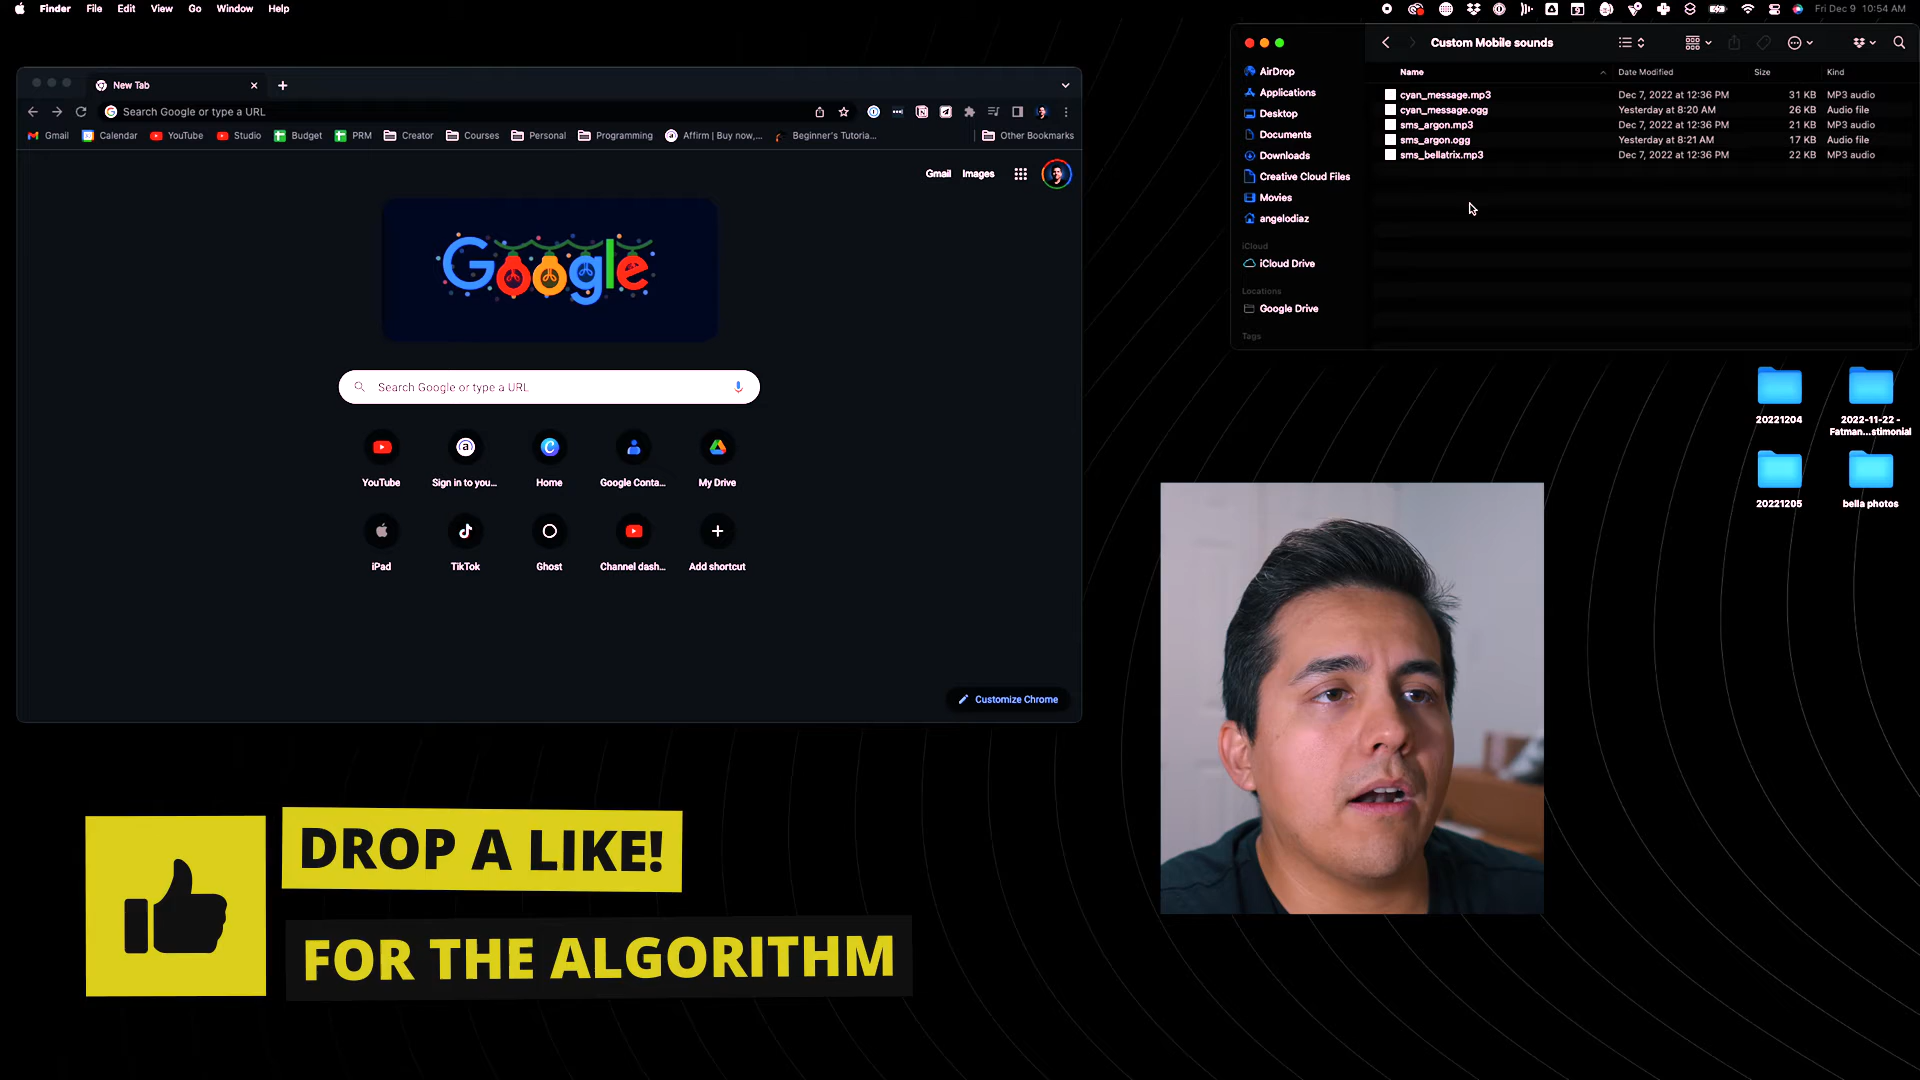 Finder File Edit View Go Window Help
Fri Dec 9 10:54 AM
New Tab
Search Google or type a URL
Gmail Calendar YouTube Studio Budget PRM Creator Courses Personal Programming Affirm | Buy now,... Beginner's Tutoria... Other Bookmarks
Gmail Images
Google
Search Google or type a URL
YouTube Sign in to you... Home Google Conta... My Drive
iPad TikTok Ghost Channel dash... Add shortcut
Customize Chrome
Custom Mobile sounds
Name Date Modified Size Kind
cyan_message.mp3 Dec 7, 2022 at 12:36 PM 31 KB MP3 audio
cyan_message.ogg Yesterday at 8:20 AM 26 KB Audio file
sms_argon.mp3 Dec 7, 2022 at 12:36 PM 21 KB MP3 audio
sms_argon.ogg Yesterday at 8:21 AM 17 KB Audio file
sms_bellatrix.mp3 Dec 7, 2022 at 12:36 PM 22 KB MP3 audio
AirDrop
Applications
Desktop
Documents
Downloads
Creative Cloud Files
Movies
angelodiaz
iCloud
iCloud Drive
Locations
Google Drive
Tags
20221204
2022-11-22 -
Fatman...stimonial
20221205
bella photos
DROP A LIKE!
FOR THE ALGORITHM